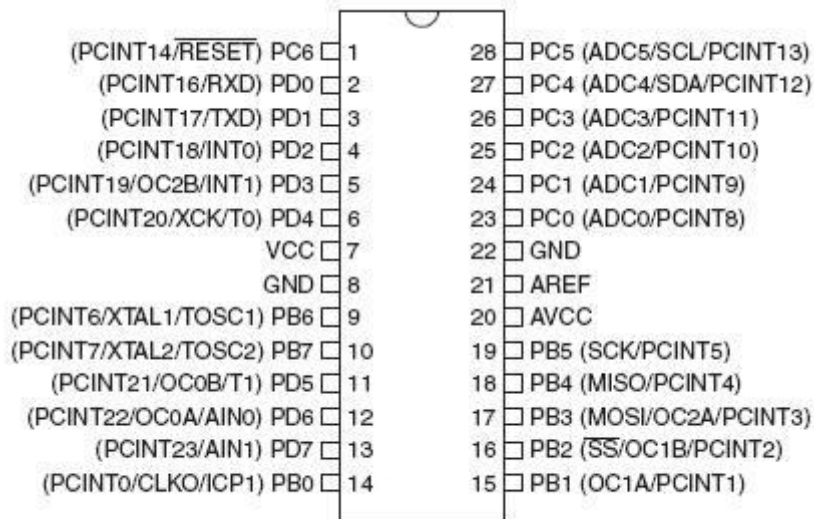 (PCINT14/RESET) PC6 1 28 PC5 (ADC5/SCL/PCINT13)
(PCINT16/RXD) PD0 2 27 PC4 (ADC4/SDA/PCINT12)
(PCINT17/TXD) PD1 3 26 PC3 (ADC3/PCINT11)
(PCINT18/INT0) PD2 4 25 PC2 (ADC2/PCINT10)
(PCINT19/OC2B/INT1) PD3 5 24 PC1 (ADC1/PCINT9)
(PCINT20/XCK/T0) PD4 6 23 PC0 (ADC0/PCINT8)
VCC 7 22 GND
GND 8 21 AREF
(PCINT6/XTAL1/TOSC1) PB6 9 20 AVCC
(PCINT7/XTAL2/TOSC2) PB7 10 19 PB5 (SCK/PCINT5)
(PCINT21/OC0B/T1) PD5 11 18 PB4 (MISO/PCINT4)
(PCINT22/OC0A/AIN0) PD6 12 17 PB3 (MOSI/OC2A/PCINT3)
(PCINT23/AIN1) PD7 13 16 PB2 (SS/OC1B/PCINT2)
(PCINT0/CLKO/ICP1) PB0 14 15 PB1 (OC1A/PCINT1)